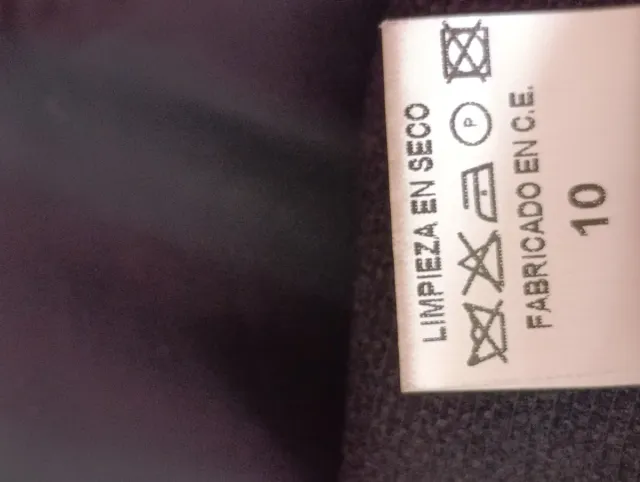 LIMPIEZA EN SECO
P
FABRICADO EN C.E.
10